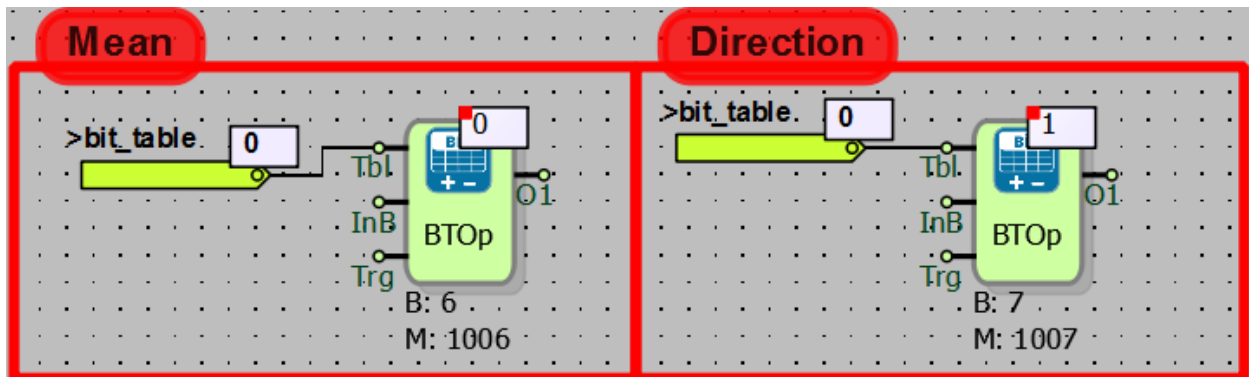 Mean
>bit_table.
0
0
Tbl
InB
Trg
BTOp
O1
B: 6
M: 1006
Direction
>bit_table.
0
1
Tbl
InB
Trg
BTOp
O1
B: 7
M: 1007